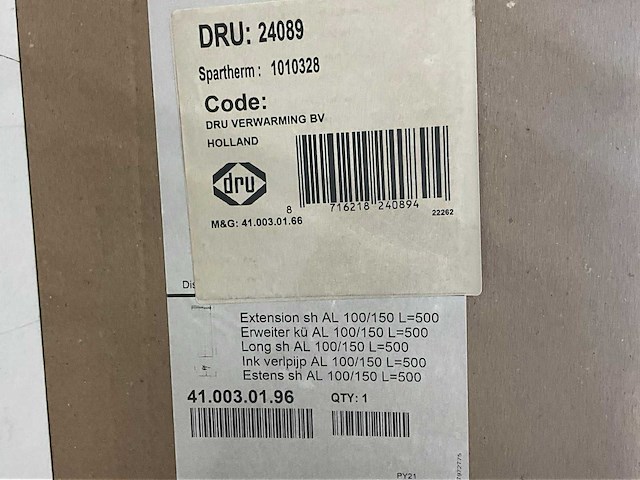 DRU: 24089
Spartherm: 1010328
Code:
DRU VERWARMING BV
HOLLAND
dru
8 716218 240894
22262
M&G: 41.003.01.66
Extension sh AL 100/150 L=500
Erweiter kü AL 100/150 L=500
Long sh AL 100/150 L=500
Ink verlpijp AL 100/150 L=500
Estens sh AL 100/150 L=500
41.003.01.96 QTY: 1
PY21